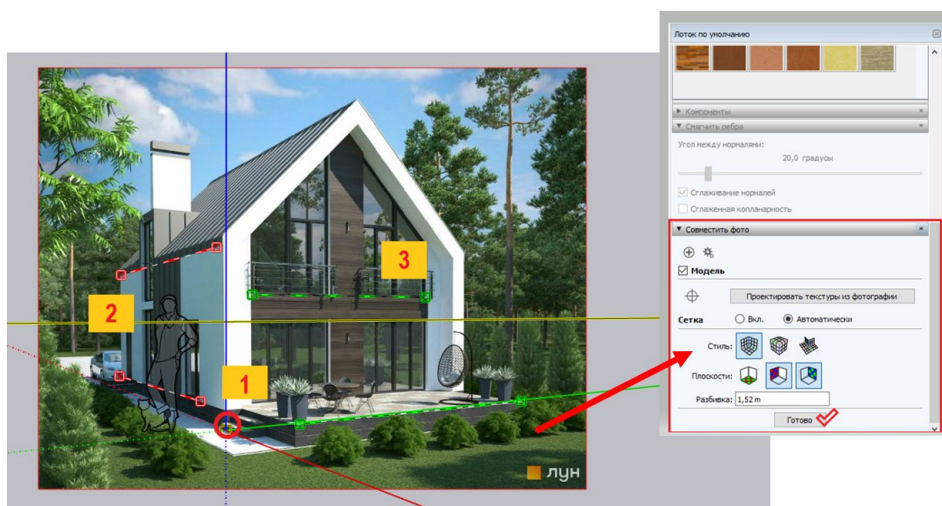 Лоток по умолчанию
Компоненты
Смягчить ребра
Угол между нормалями:
20,0 градусы
Сглаживание нормалей
Сглаженная копланарность
Совместить фото
Модель
Проектировать текстуры из фотографии
Сетка Вкл. Автоматически
Стиль:
Плоскости:
Разбивка: 1,52 m
Готово
3
2
1
лун